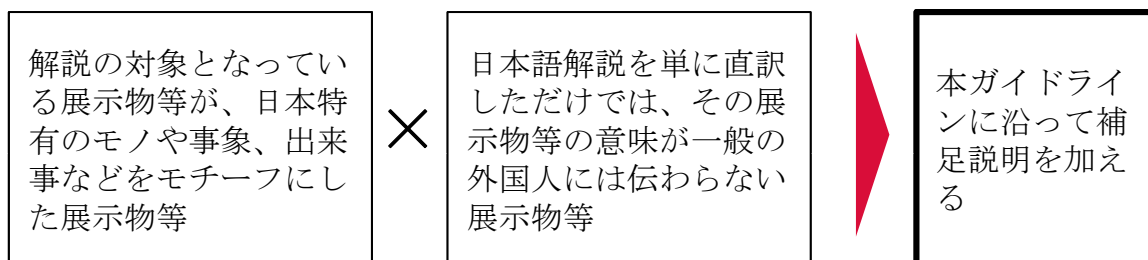 解説の対象となってい
る展示物等が、日本特
有のモノや事象、出来
事などをモチーフにし
た展示物等
×
日本語解説を単に直訳
しただけでは、その展
示物等の意味が一般の
外国人には伝わらない
展示物等
本ガイドライ
ンに沿って補
足説明を加え
る